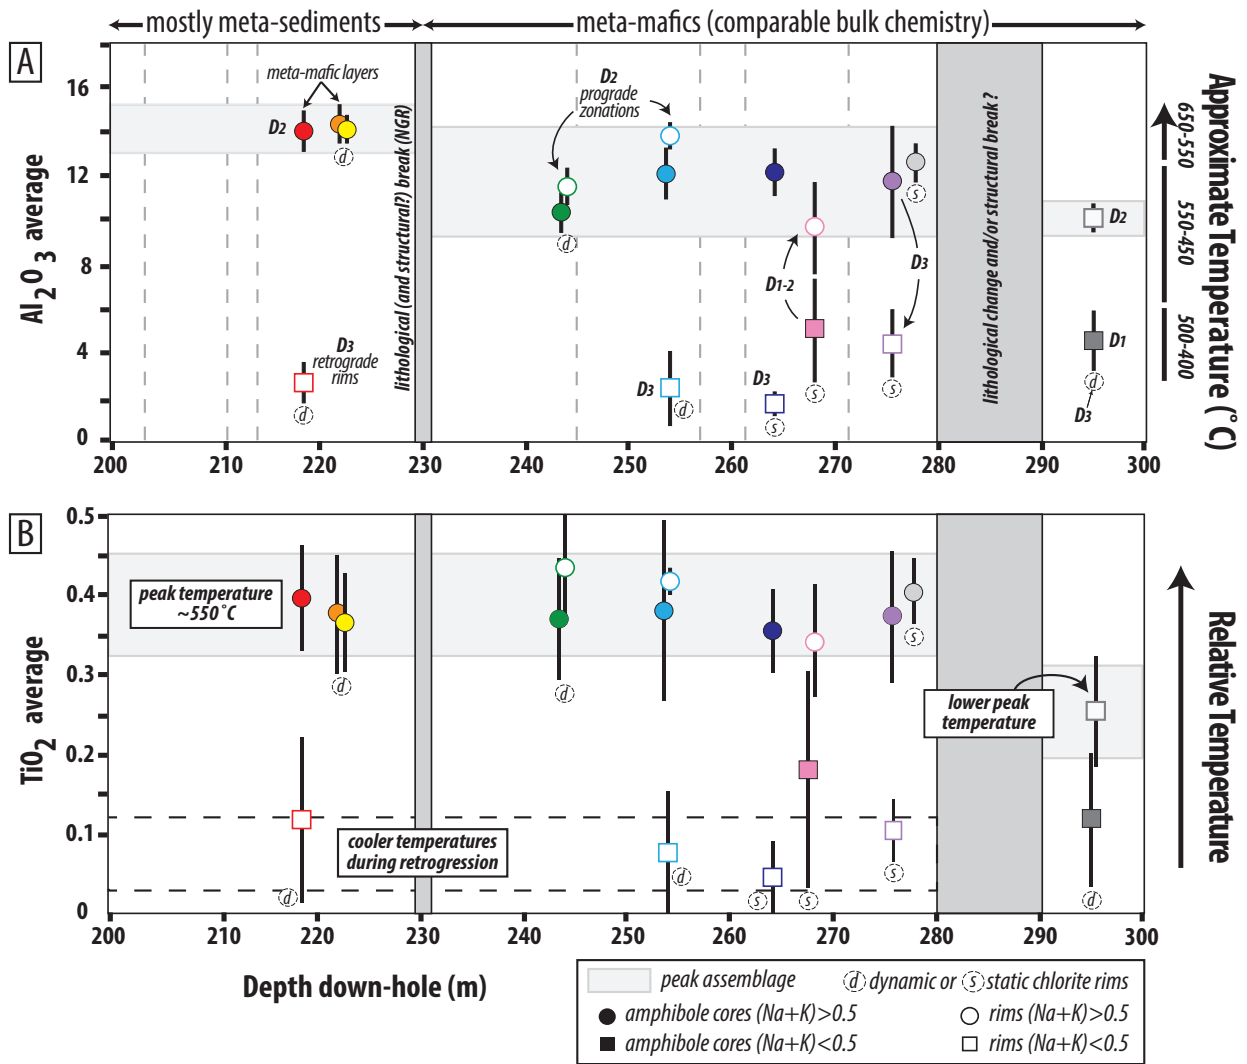 mostly meta-sediments
meta-mafics (comparable bulk chemistry)
A
Al2O3 average
16
12
8
4
0
meta-mafic layers
D2
d
D3
retrograde
rims
d
lithological (and structural?) break (NGR)
D2
prograde
zonations
d
D3
d
D3
s
D1-2
s
D3
s
s
lithological change and/or structural break?
D2
D1
d
D3
650-550
550-450
500-400
Approximate Temperature (°C)
200
210
220
230
240
250
260
270
280
290
300
B
TiO2 average
0.5
0.4
0.3
0.2
0.1
0
peak temperature
~550°C
d
d
cooler temperatures
during retrogression
d
d
s
s
s
s
lower peak
temperature
d
Relative Temperature
200
210
220
230
240
250
260
270
280
290
300
Depth down-hole (m)
peak assemblage
d dynamic or s static chlorite rims
amphibole cores (Na+K)>0.5
rims (Na+K)>0.5
amphibole cores (Na+K)<0.5
rims (Na+K)<0.5